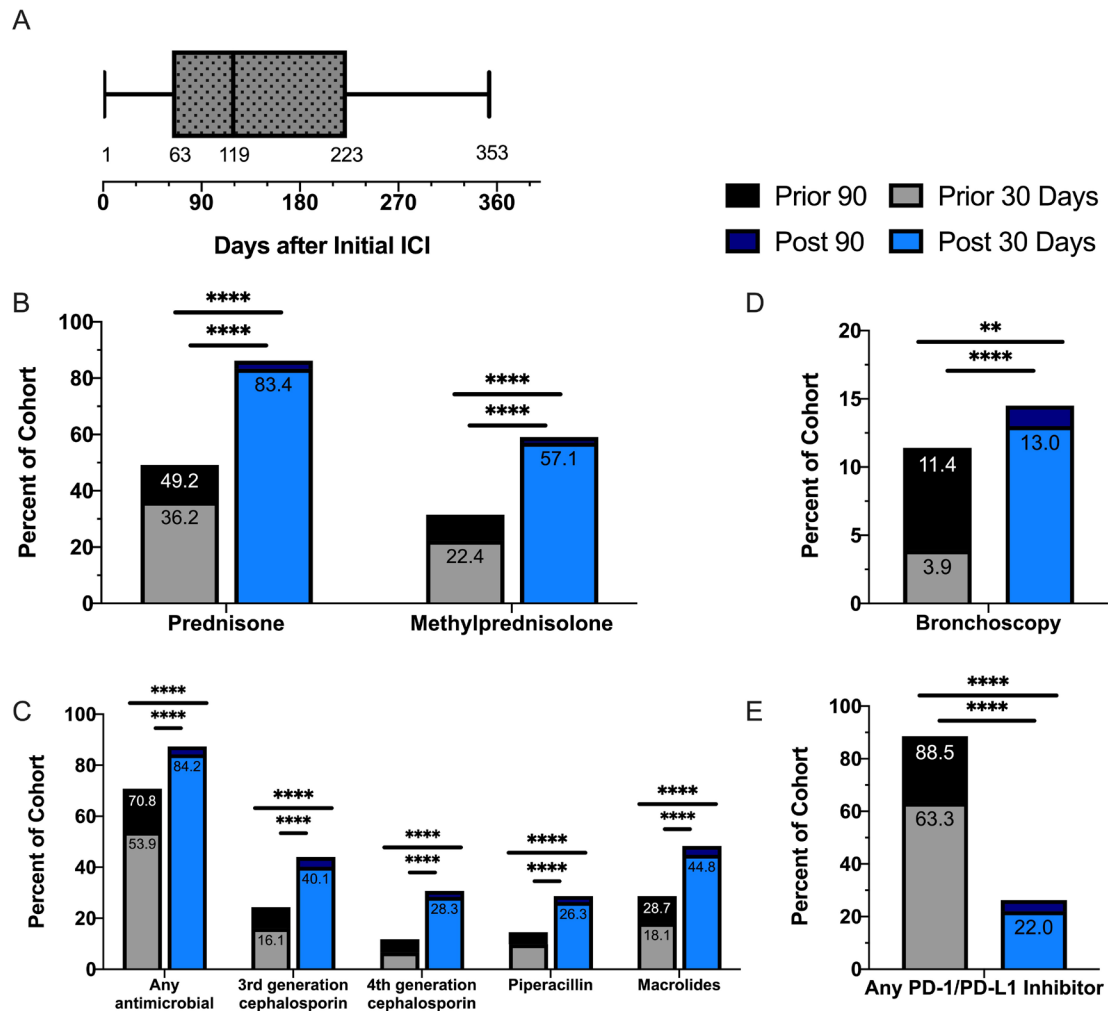 A
1 63 119 223 353
0 90 180 270 360
Days after Initial ICI
Prior 90 Prior 30 Days
Post 90 Post 30 Days
B
Percent of Cohort
100
80
60
40
20
0
****
****
49.2
36.2
83.4
****
****
22.4
57.1
Prednisone Methylprednisolone
D
Percent of Cohort
20
15
10
5
0
**
****
11.4
3.9
13.0
Bronchoscopy
C
Percent of Cohort
100
80
60
40
20
0
****
****
70.8
53.9
84.2
****
****
16.1
40.1
****
****
28.3
****
****
26.3
****
****
28.7
18.1
44.8
Any
antimicrobial
3rd generation
cephalosporin
4th generation
cephalosporin
Piperacillin
Macrolides
E
Percent of Cohort
100
80
60
40
20
0
****
****
88.5
63.3
22.0
Any PD-1/PD-L1 Inhibitor